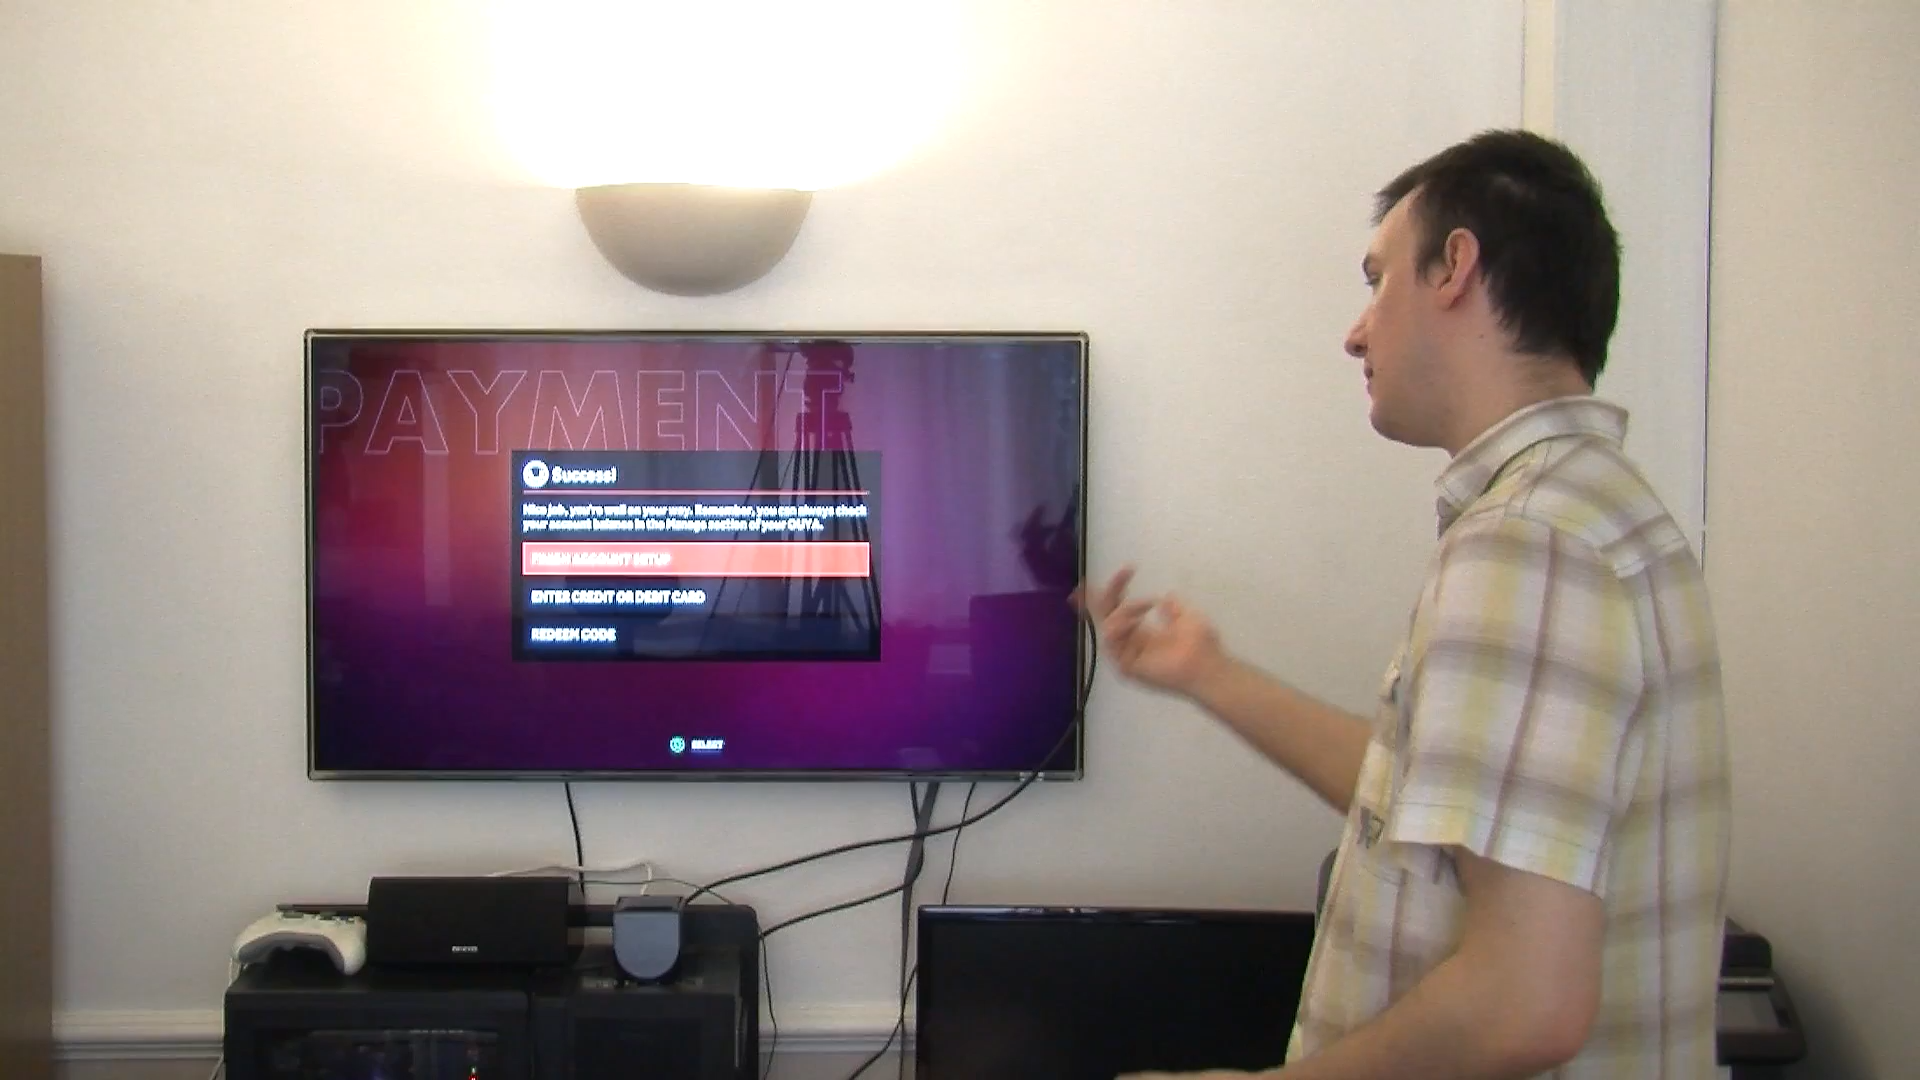 PAYMENT
Success!
Nice job, you're well on your way. Remember, you can always check
your account balance in the Manage section of your OUYA.
FINISH ACCOUNT SETUP
ENTER CREDIT OR DEBIT CARD
REDEEM CODE
SELECT
ONKYO